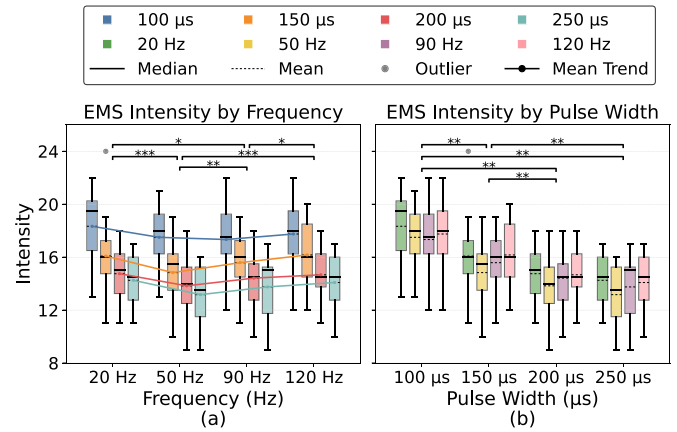 100 μs 150 μs 200 μs 250 μs
20 Hz 50 Hz 90 Hz 120 Hz
Median Mean Outlier Mean Trend
EMS Intensity by Frequency
* *
*** ***
**
24
20
16
12
8
Intensity
20 Hz 50 Hz 90 Hz 120 Hz
Frequency (Hz)
(a)
EMS Intensity by Pulse Width
** **
**
**
**
100 μs 150 μs 200 μs 250 μs
Pulse Width (μs)
(b)